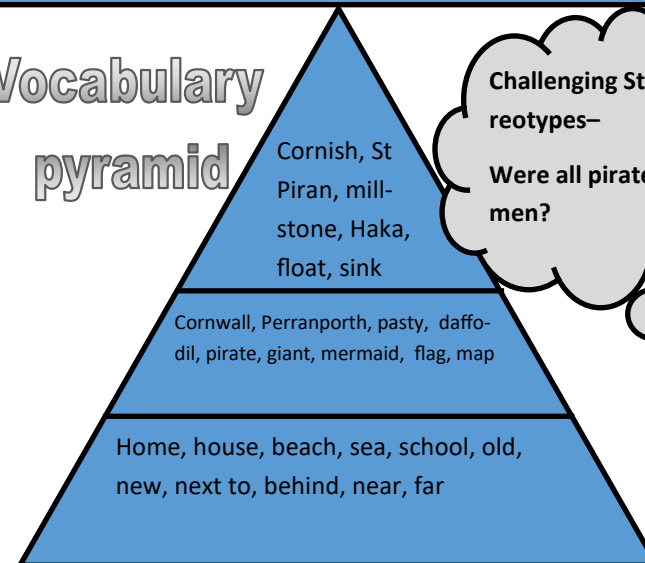 Vocabulary
pyramid
Challenging St
reotypes–
Were all pirate
men?
Cornish, St
Piran, mill-
stone, Haka,
float, sink
Cornwall, Perranporth, pasty, daffo-
dil, pirate, giant, mermaid, flag, map
Home, house, beach, sea, school, old,
new, next to, behind, near, far